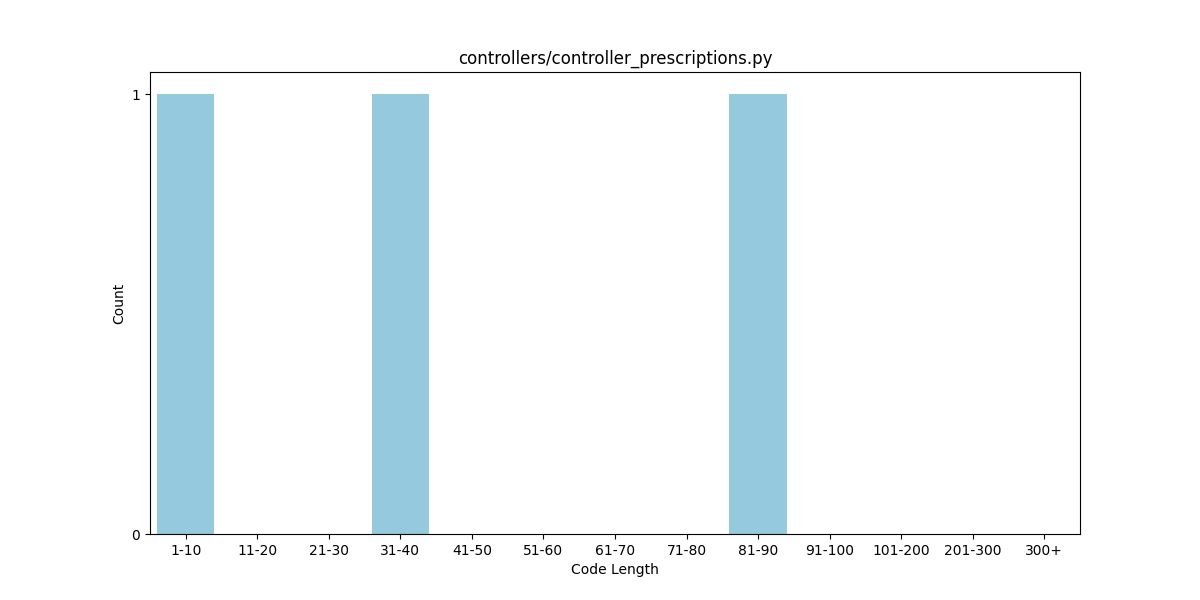 controllers/controller_prescriptions.py
1
Count
0
1-10 11-20 21-30 31-40 41-50 51-60 61-70 71-80 81-90 91-100 101-200 201-300 300+
Code Length